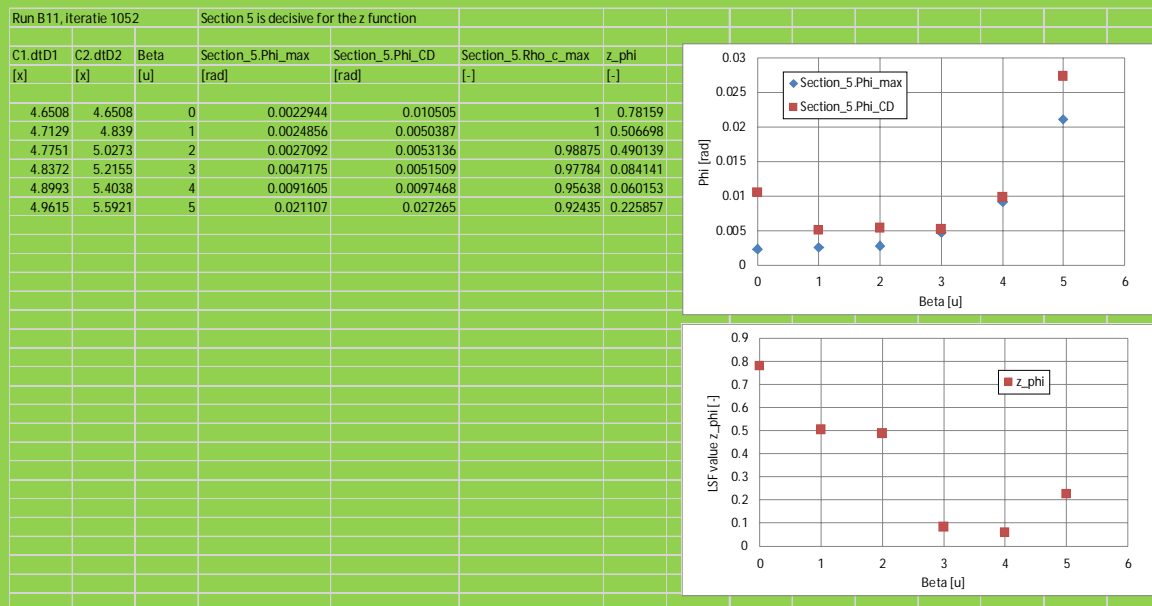 Run B11, iteratie 1052 Section 5 is decisive for the z function
C1.dtD1 C2.dtD2 Beta Section_5.Phi_max Section_5.Phi_CD Section_5.Rho_c_max z_phi
[x] [x] [u] [rad] [rad] [-] [-]
4.6508 4.6508 0 0.0022944 0.010505 1 0.78159
4.7129 4.839 1 0.0024856 0.0050387 1 0.506698
4.7751 5.0273 2 0.0027092 0.0053136 0.98875 0.490139
4.8372 5.2155 3 0.0047175 0.0051509 0.97784 0.084141
4.8993 5.4038 4 0.0091605 0.0097468 0.95638 0.060153
4.9615 5.5921 5 0.021107 0.027265 0.92435 0.225857
0.03
0.025
0.02
0.015
0.01
0.005
0
Phi [rad]
Section_5.Phi_max
Section_5.Phi_CD
0 1 2 3 4 5 6
Beta [u]
0.9
0.8
0.7
0.6
0.5
0.4
0.3
0.2
0.1
0
LSF value z_phi [-]
z_phi
0 1 2 3 4 5 6
Beta [u]